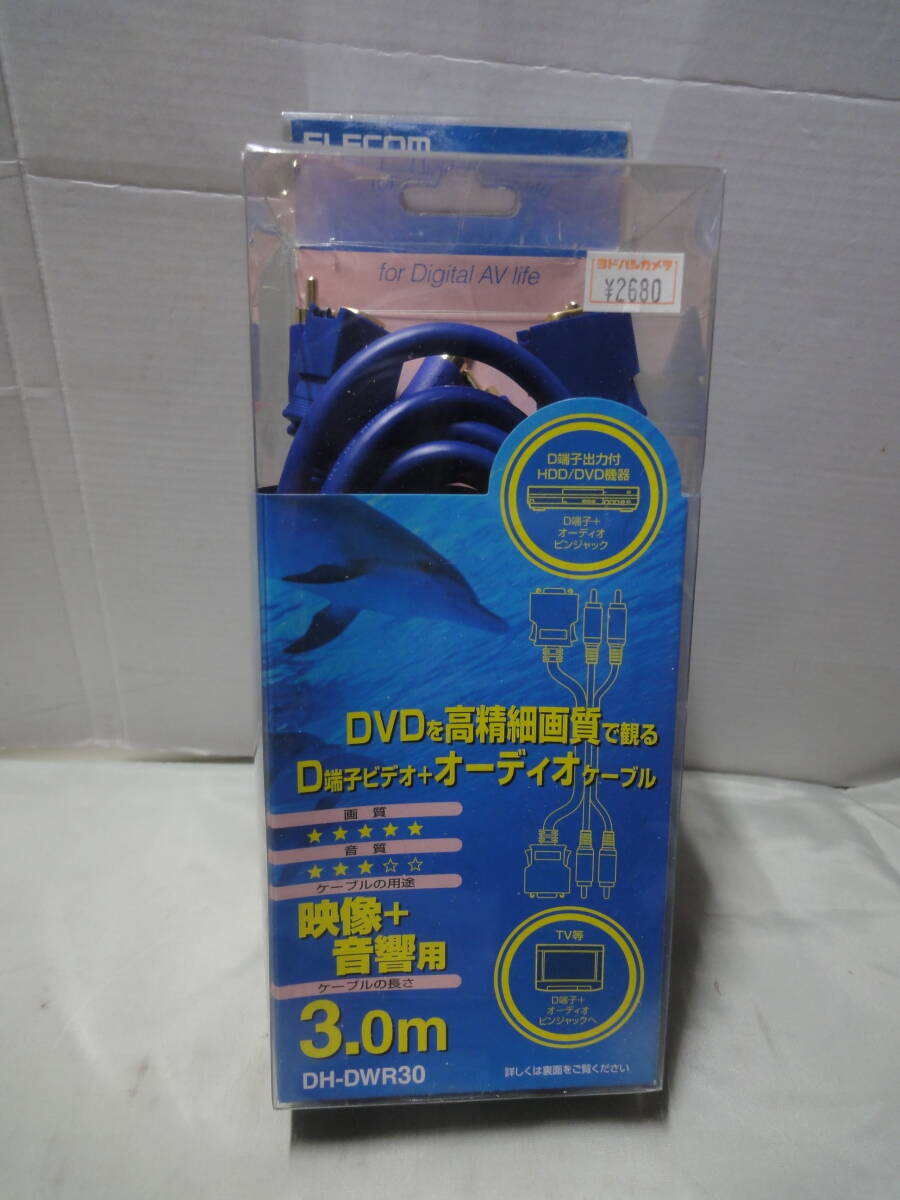 ELECOM
for Digital AV life
ヨドバシカメラ
¥2680
D端子出力付
HDD/DVD機器
D端子+
オーディオ
ピンジャック
DVDを高精細画質で観る
D端子ビデオ+オーディオケーブル
画質
★★★★★
音質
★★★☆☆
ケーブルの用途
映像+
音響用
ケーブルの長さ
3.0m
DH-DWR30
TV等
D端子+
オーディオ
ピンジャックへ
詳しくは裏面をご覧ください